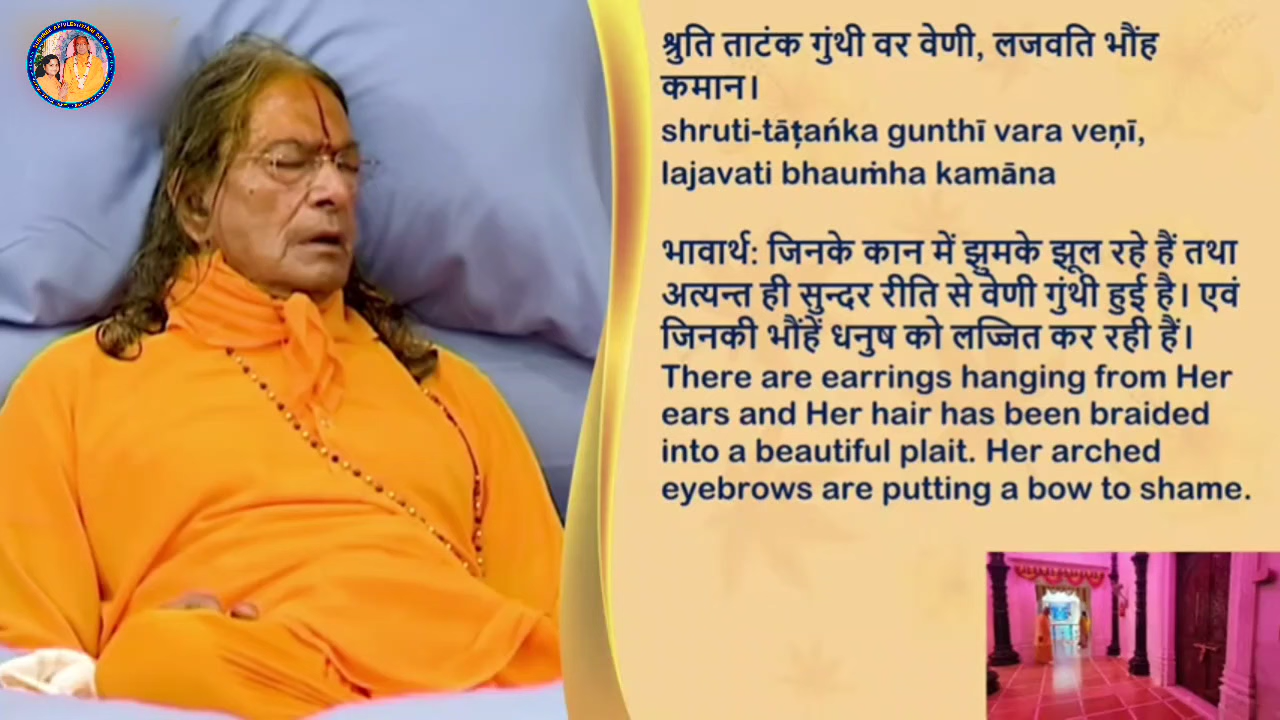 श्रुति ताटंक गुंथी वर वेणी, लजवति भौंह
कमान।
shruti-tāṭaṅka gunthī vara veṇī,
lajavati bhauṁha kamāna
भावार्थ: जिनके कान में झुमके झूल रहे हैं तथा
अत्यन्त ही सुन्दर रीति से वेणी गुंथी हुई है। एवं
जिनकी भौंहें धनुष को लज्जित कर रही हैं।
There are earrings hanging from Her
ears and Her hair has been braided
into a beautiful plait. Her arched
eyebrows are putting a bow to shame.